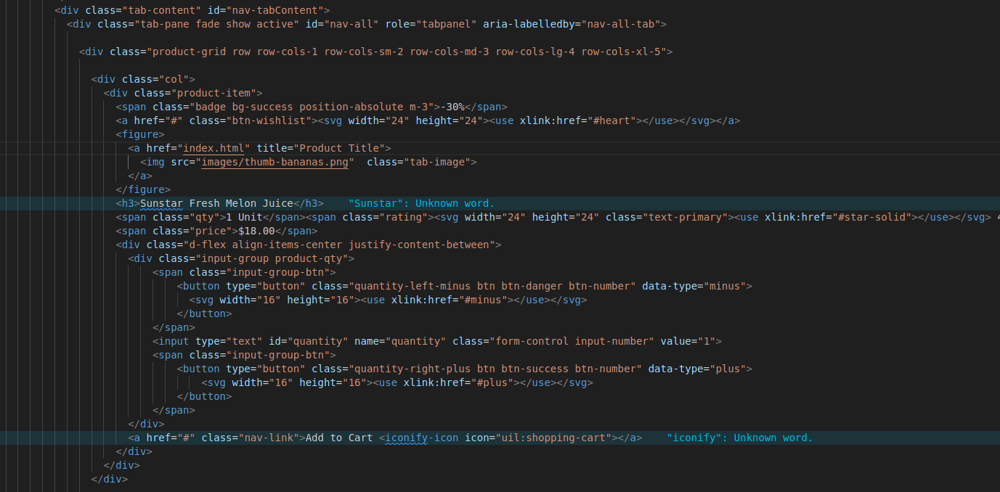 <div class="tab-content" id="nav-tabContent">
<div class="tab-pane fade show active" id="nav-all" role="tabpanel" aria-labelledby="nav-all-tab">
<div class="product-grid row row-cols-1 row-cols-sm-2 row-cols-md-3 row-cols-lg-4 row-cols-xl-5">
<div class="col">
<div class="product-item">
<span class="badge bg-success position-absolute m-3">-30%</span>
<a href="#" class="btn-wishlist"><svg width="24" height="24"><use xlink:href="#heart"></use></svg></a>
<figure>
<a href="index.html" title="Product Title">
<img src="images/thumb-bananas.png"  class="tab-image">
</a>
</figure>
<h3>Sunstar Fresh Melon Juice</h3>    "Sunstar": Unknown word.
<span class="qty">1 Unit</span><span class="rating"><svg width="24" height="24" class="text-primary"><use xlink:href="#star-solid"></use></svg>
<span class="price">$18.00</span>
<div class="d-flex align-items-center justify-content-between">
<div class="input-group product-qty">
<span class="input-group-btn">
<button type="button" class="quantity-left-minus btn btn-danger btn-number" data-type="minus">
<svg width="16" height="16"><use xlink:href="#minus"></use></svg>
</button>
</span>
<input type="text" id="quantity" name="quantity" class="form-control input-number" value="1">
<span class="input-group-btn">
<button type="button" class="quantity-right-plus btn btn-success btn-number" data-type="plus">
<svg width="16" height="16"><use xlink:href="#plus"></use></svg>
</button>
</span>
</div>
<a href="#" class="nav-link">Add to Cart <iconify-icon icon="uil:shopping-cart"></a>    "iconify": Unknown word.
</div>
</div>
</div>